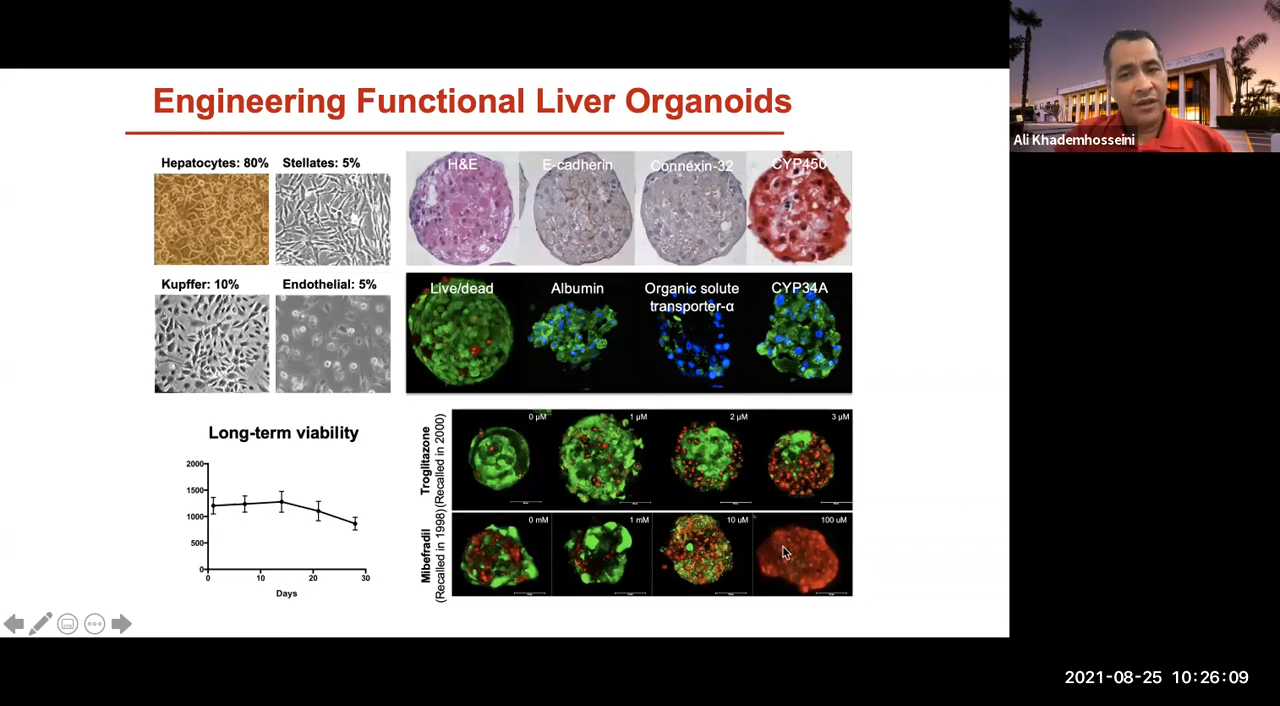 Engineering Functional Liver Organoids
Hepatocytes: 80%
Stellates: 5%
Kupffer: 10%
Endothelial: 5%
H&E
E-cadherin
Connexin-32
CYP450
Live/dead
Albumin
Organic solute
transporter-α
CYP34A
Long-term viability
2000
1500
1000
500
0
0
10
20
30
Days
Troglitazone
(Recalled in 2000)
0 µM
1 µM
2 µM
3 µM
Mibefradil
(Recalled in 1998)
0 mM
1 mM
10 uM
100 uM
Ali Khademhosseini
2021-08-25 10:26:09